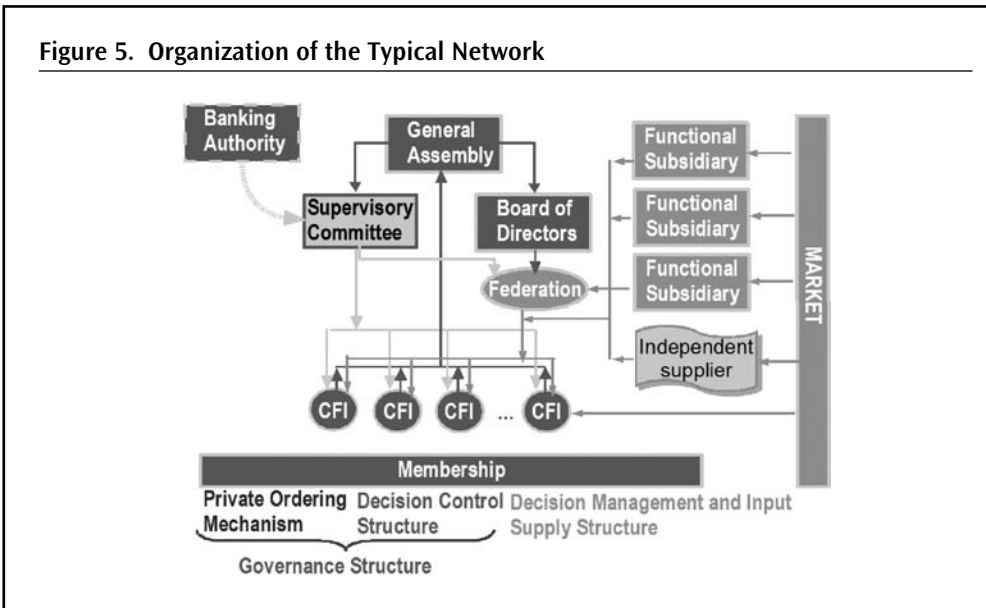 Figure 5. Organization of the Typical Network
Banking
Authority
General
Assembly
Functional
Subsidiary
Supervisory
Committee
Board of
Directors
Functional
Subsidiary
Federation
Functional
Subsidiary
MARKET
Independent
supplier
CFI
CFI
CFI
...
CFI
Membership
Private Ordering
Mechanism
Decision Control
Structure
Decision Management and Input
Supply Structure
Governance Structure